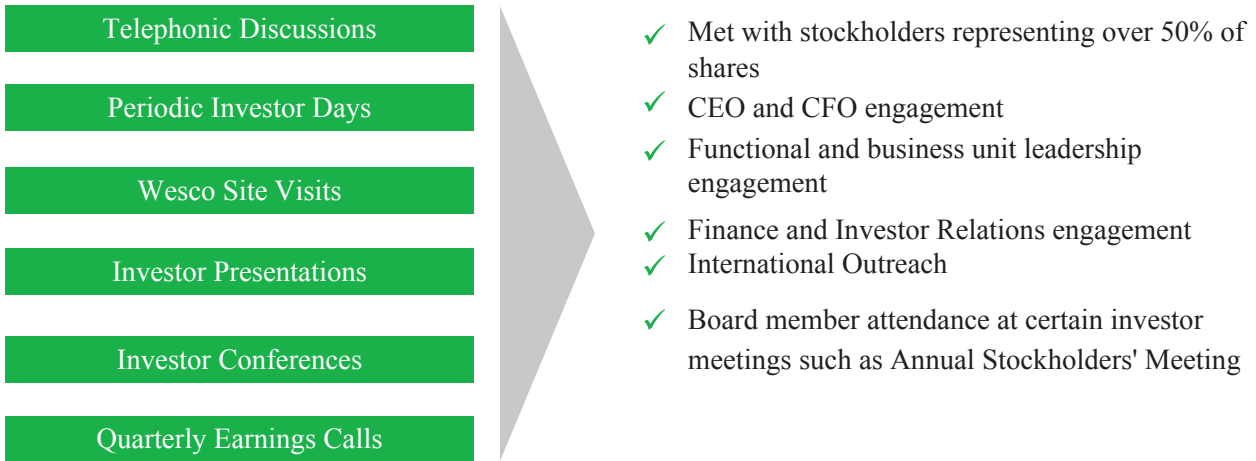 Telephonic Discussions
Periodic Investor Days
Wesco Site Visits
Investor Presentations
Investor Conferences
Quarterly Earnings Calls
✓ Met with stockholders representing over 50% of
shares
✓ CEO and CFO engagement
✓ Functional and business unit leadership
engagement
✓ Finance and Investor Relations engagement
✓ International Outreach
✓ Board member attendance at certain investor
meetings such as Annual Stockholders' Meeting